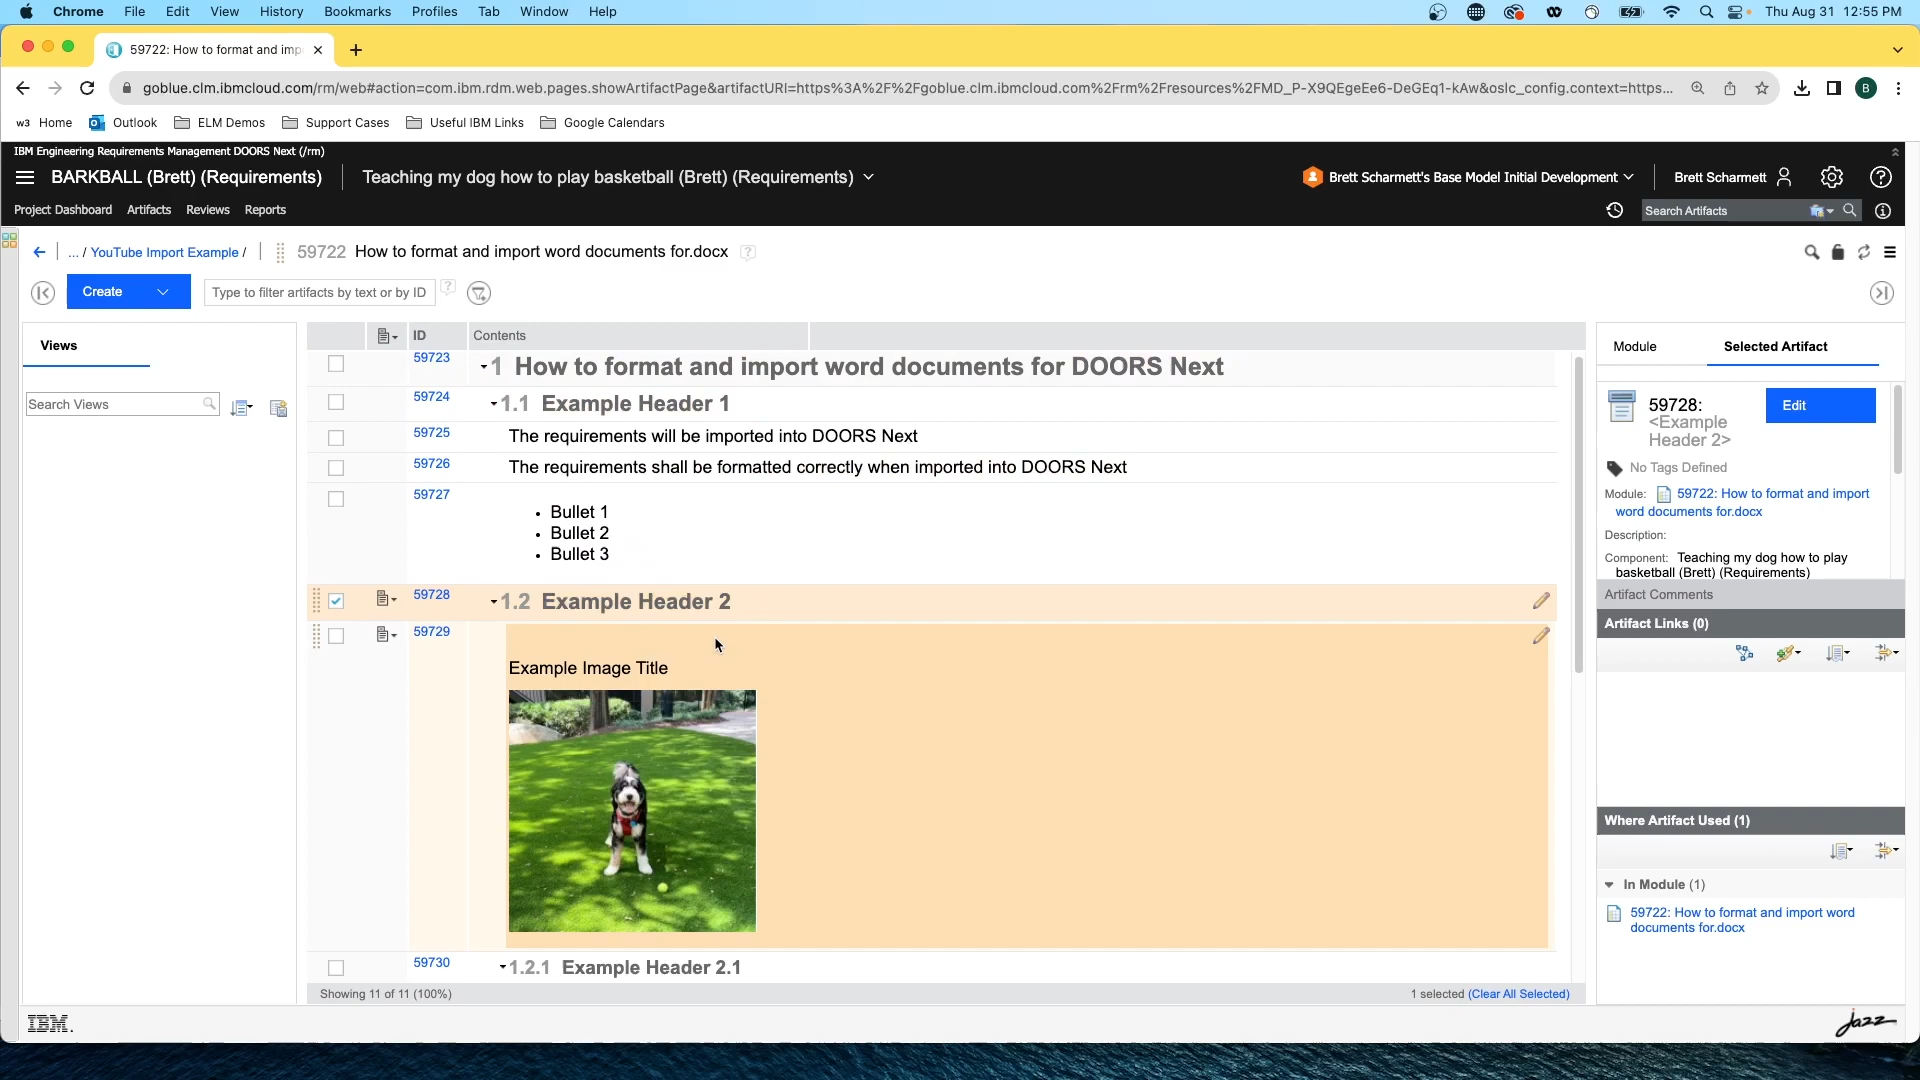 Chrome File Edit View History Bookmarks Profiles Tab Window Help
Thu Aug 31 12:55 PM
59722: How to format and imp
goblue.clm.ibmcloud.com/rm/web#action=com.ibm.rdm.web.pages.showArtifactPage&artifactURI=https%3A%2F%2Fgoblue.clm.ibmcloud.com%2Frm%2Fresources%2FMD_P-X9QEgeEe6-DeGEq1-kAw&oslc_config.context=https...
B
w3 Home Outlook ELM Demos Support Cases Useful IBM Links Google Calendars
IBM Engineering Requirements Management DOORS Next (/rm)
BARKBALL (Brett) (Requirements) Teaching my dog how to play basketball (Brett) (Requirements)
Brett Scharmett's Base Model Initial Development Brett Scharmett
Project Dashboard Artifacts Reviews Reports
Search Artifacts
... / YouTube Import Example / 59722 How to format and import word documents for.docx
Create Type to filter artifacts by text or by ID
Views
Search Views
ID Contents
59723 1 How to format and import word documents for DOORS Next
59724 1.1 Example Header 1
59725 The requirements will be imported into DOORS Next
59726 The requirements shall be formatted correctly when imported into DOORS Next
59727
• Bullet 1
• Bullet 2
• Bullet 3
59728 1.2 Example Header 2
59729
Example Image Title
59730 1.2.1 Example Header 2.1
Showing 11 of 11 (100%) 1 selected (Clear All Selected)
Module Selected Artifact
59728:
<Example
Header 2>
Edit
No Tags Defined
Module: 59722: How to format and import
word documents for.docx
Description:
Component: Teaching my dog how to play
basketball (Brett) (Requirements)
Artifact Comments
Artifact Links (0)
Where Artifact Used (1)
In Module (1)
59722: How to format and import word
documents for.docx
IBM.
Jazz